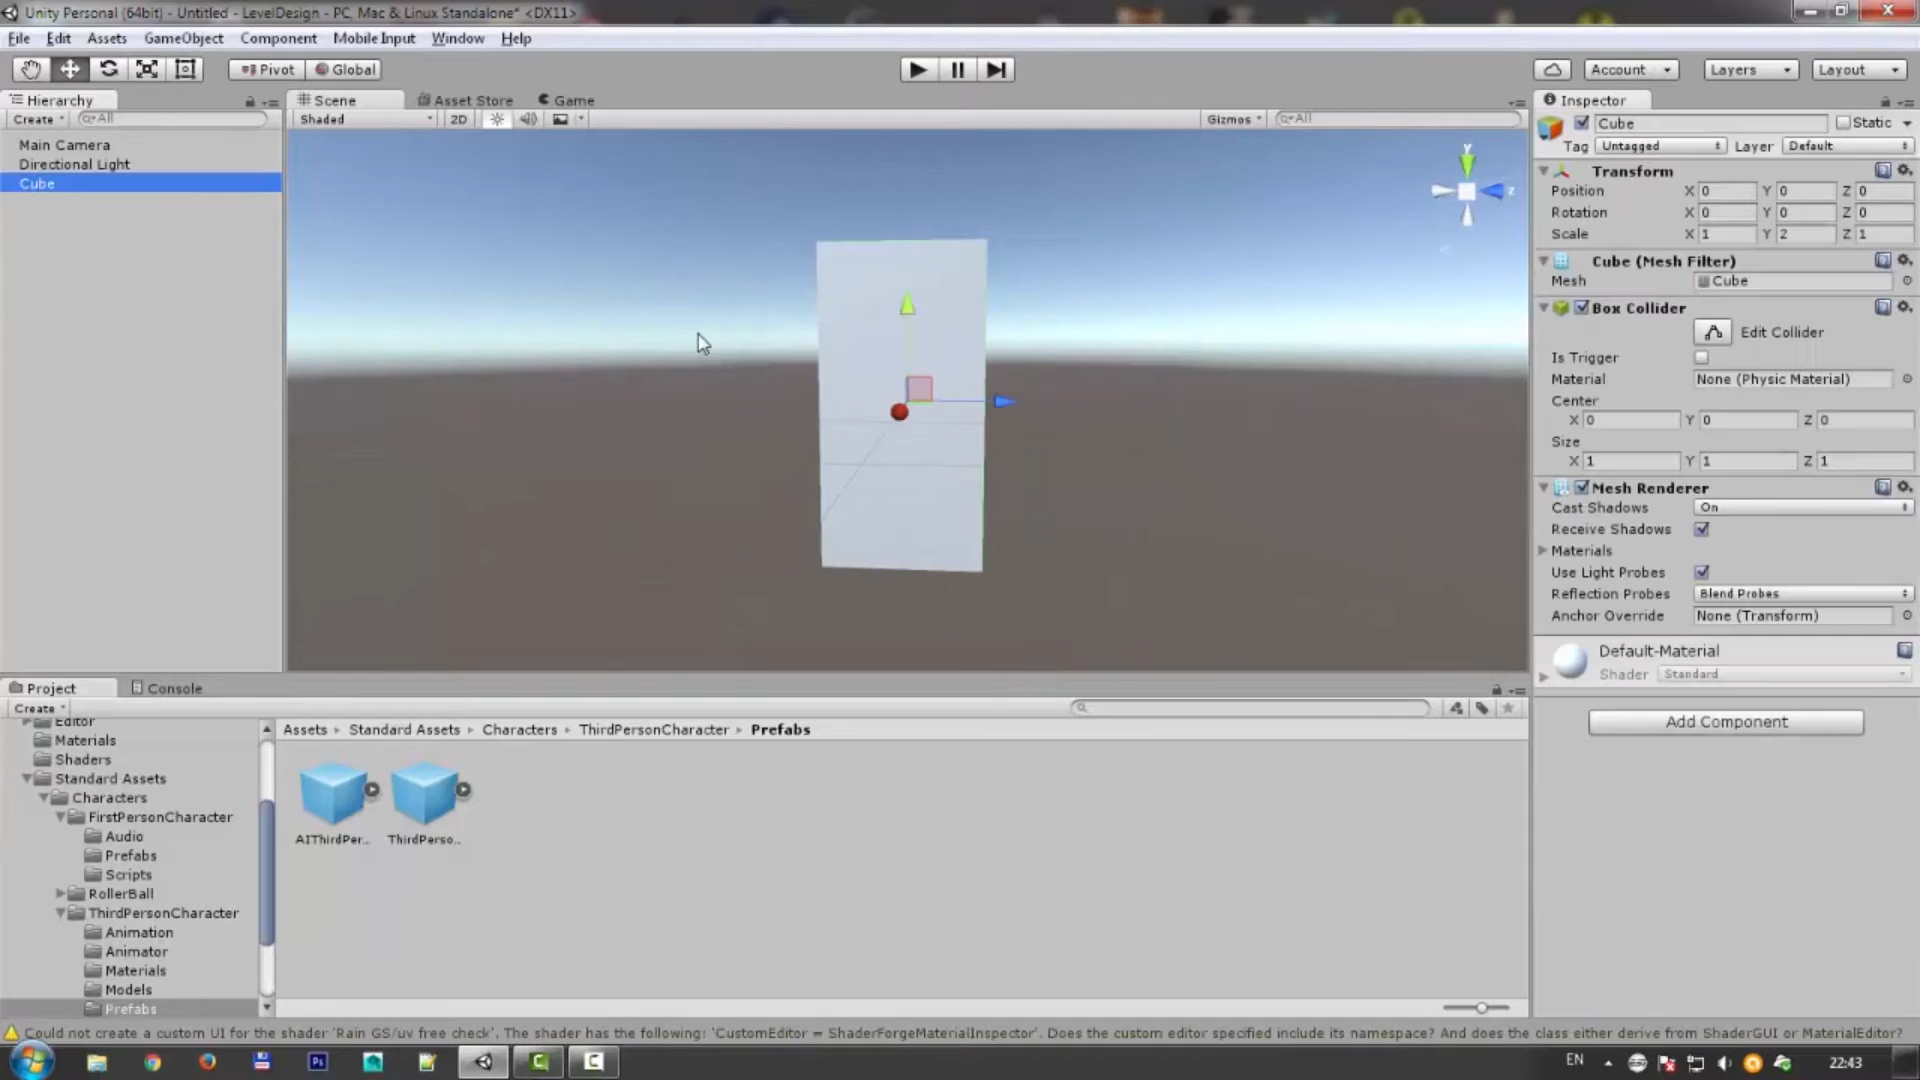 Unity Personal (64bit) - Untitled - LevelDesign - PC, Mac & Linux Standalone* <DX11>
File Edit Assets GameObject Component Mobile Input Window Help
Pivot Global Account Layers Layout
Hierarchy Scene Asset Store Game Inspector
Create All Shaded 2D Gizmos All
Cube Static
Tag Untagged Layer Default
Main Camera
Directional Light
Cube
Transform
Position X 0 Y 0 Z 0
Rotation X 0 Y 0 Z 0
Scale X 1 Y 2 Z 1
y
z
Cube (Mesh Filter)
Mesh Cube
Box Collider
Edit Collider
Is Trigger
Material None (Physic Material)
Center
X 0 Y 0 Z 0
Size
X 1 Y 1 Z 1
Mesh Renderer
Cast Shadows On
Receive Shadows
Materials
Use Light Probes
Reflection Probes Blend Probes
Anchor Override None (Transform)
Default-Material
Shader Standard
Add Component
Project Console
Create
Assets Standard Assets Characters ThirdPersonCharacter Prefabs
Editor
Materials
Shaders
Standard Assets
Characters
FirstPersonCharacter
Audio
Prefabs
Scripts
RollerBall
ThirdPersonCharacter
Animation
Animator
Materials
Models
Prefabs
AIThirdPer... ThirdPerso...
Could not create a custom UI for the shader 'Rain GS/uv free check'. The shader has the following: 'CustomEditor = ShaderForgeMaterialInspector'. Does the custom editor specified include its namespace? And does the class either derive from ShaderGUI or MaterialEditor?
Ps EN 22:43